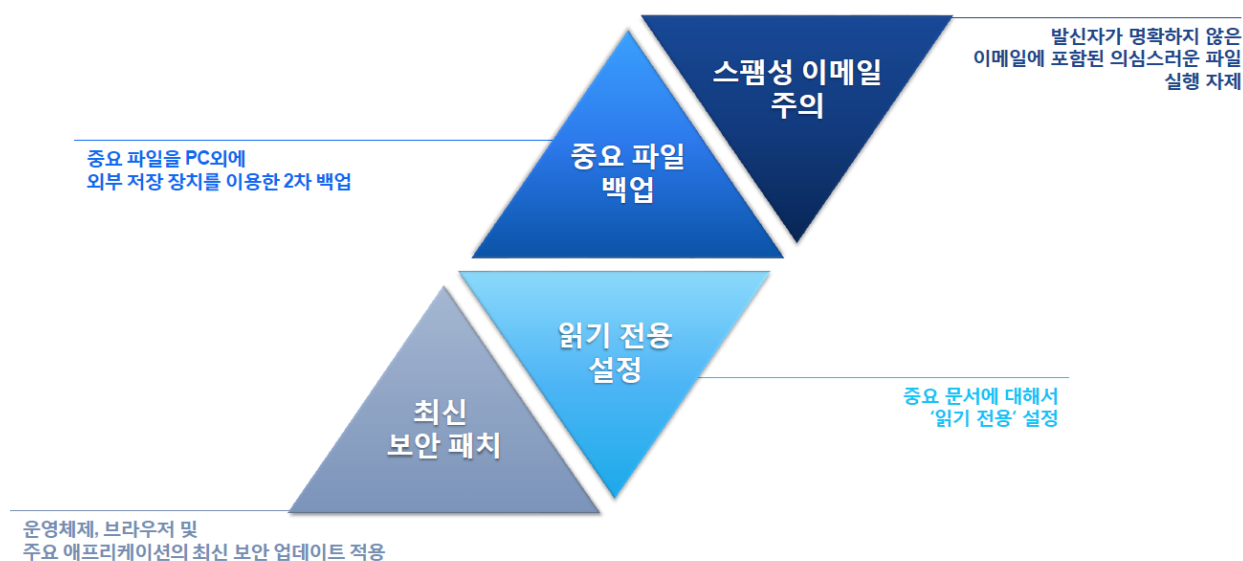 스팸성 이메일
주의
발신자가 명확하지 않은
이메일에 포함된 의심스러운 파일
실행 자제
중요 파일
백업
중요 파일을 PC외에
외부 저장 장치를 이용한 2차 백업
읽기 전용
설정
중요 문서에 대해서
‘읽기 전용‘ 설정
최신
보안 패치
운영체제, 브라우저 및
주요 애프리케이션의 최신 보안 업데이트 적용